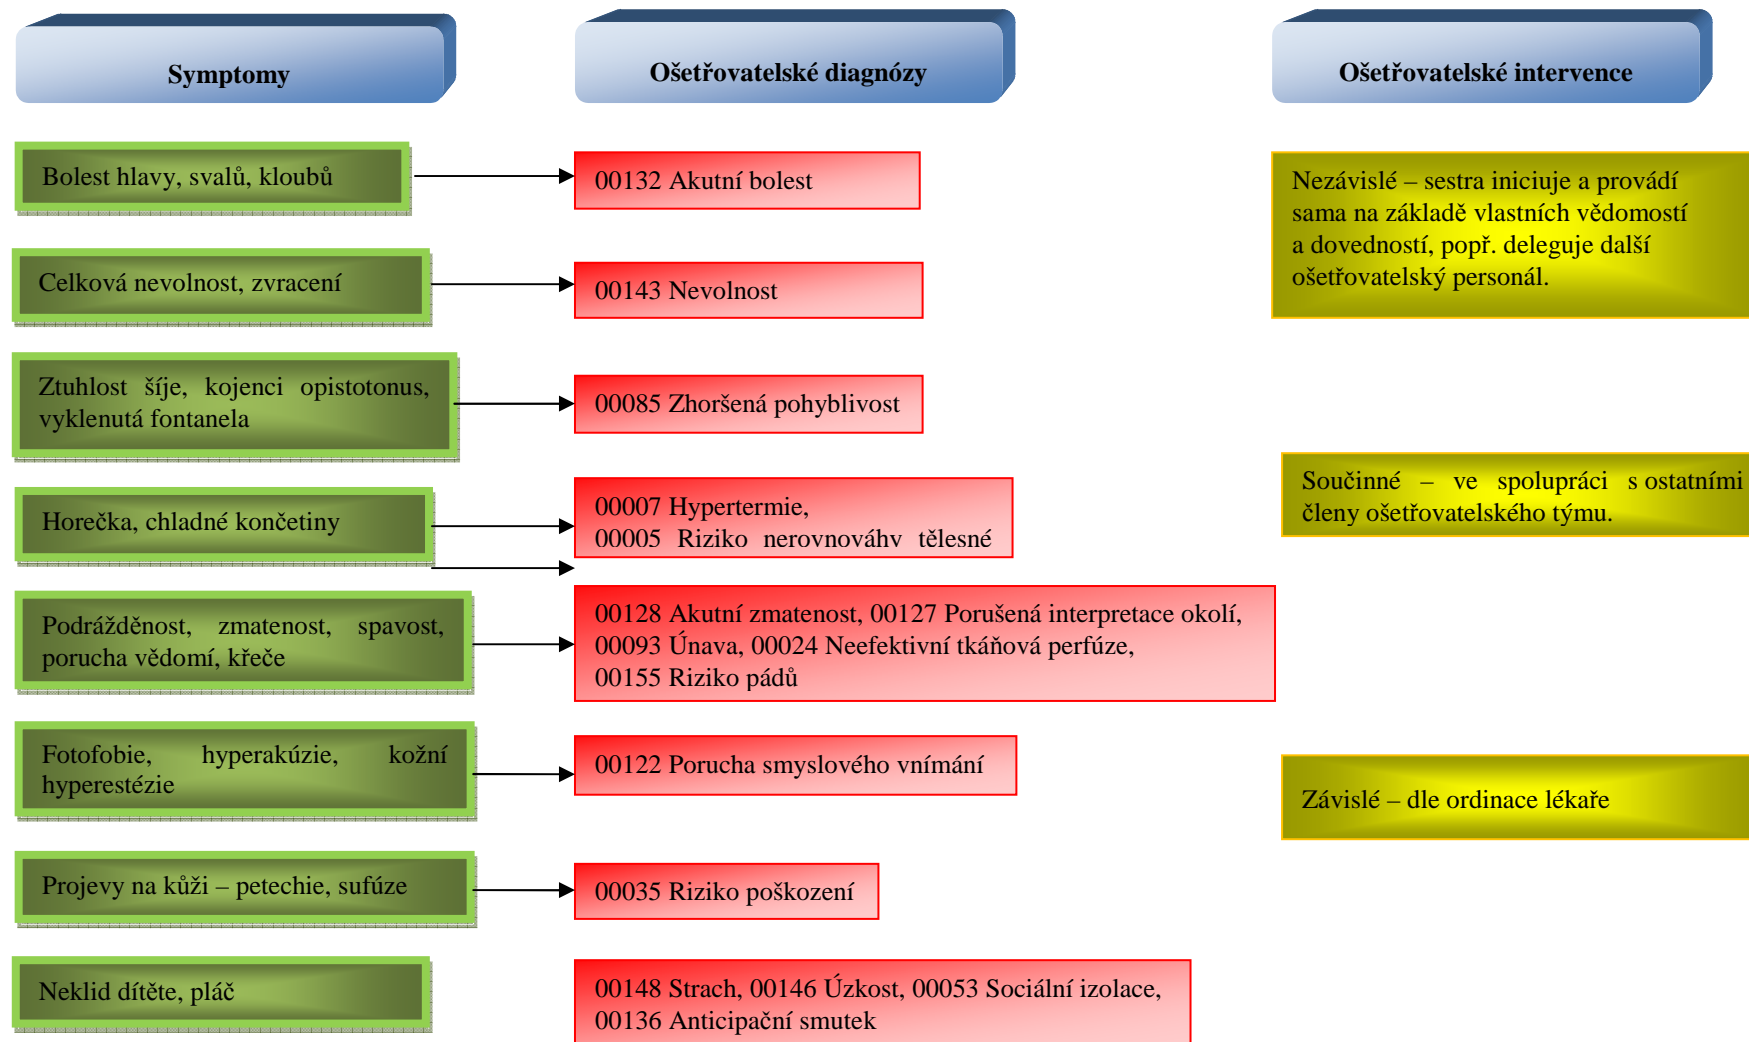 Symptomy
Ošetřovatelské diagnózy
Ošetřovatelské intervence
Bolest hlavy, svalů, kloubů
00132 Akutní bolest
Nezávislé – sestra iniciuje a provádí
sama na základě vlastních vědomostí
a dovedností, popř. deleguje další
ošetřovatelský personál.
Celková nevolnost, zvracení
00143 Nevolnost
Ztuhlost šíje, kojenci opistotonus,
vyklenutá fontanela
00085 Zhoršená pohyblivost
Součinné – ve spolupráci s ostatními
členy ošetřovatelského týmu.
Horečka, chladné končetiny
00007 Hypertermie,
00005 Riziko nerovnováhy tělesné
Podrážděnost, zmatenost, spavost,
porucha vědomí, křeče
00128 Akutní zmatenost, 00127 Porušená interpretace okolí,
00093 Únava, 00024 Neefektivní tkáňová perfúze,
00155 Riziko pádů
Fotofobie, hyperakúzie, kožní
hyperestézie
00122 Porucha smyslového vnímání
Závislé – dle ordinace lékaře
Projevy na kůži – petechie, sufúze
00035 Riziko poškození
Neklid dítěte, pláč
00148 Strach, 00146 Úzkost, 00053 Sociální izolace,
00136 Anticipační smutek